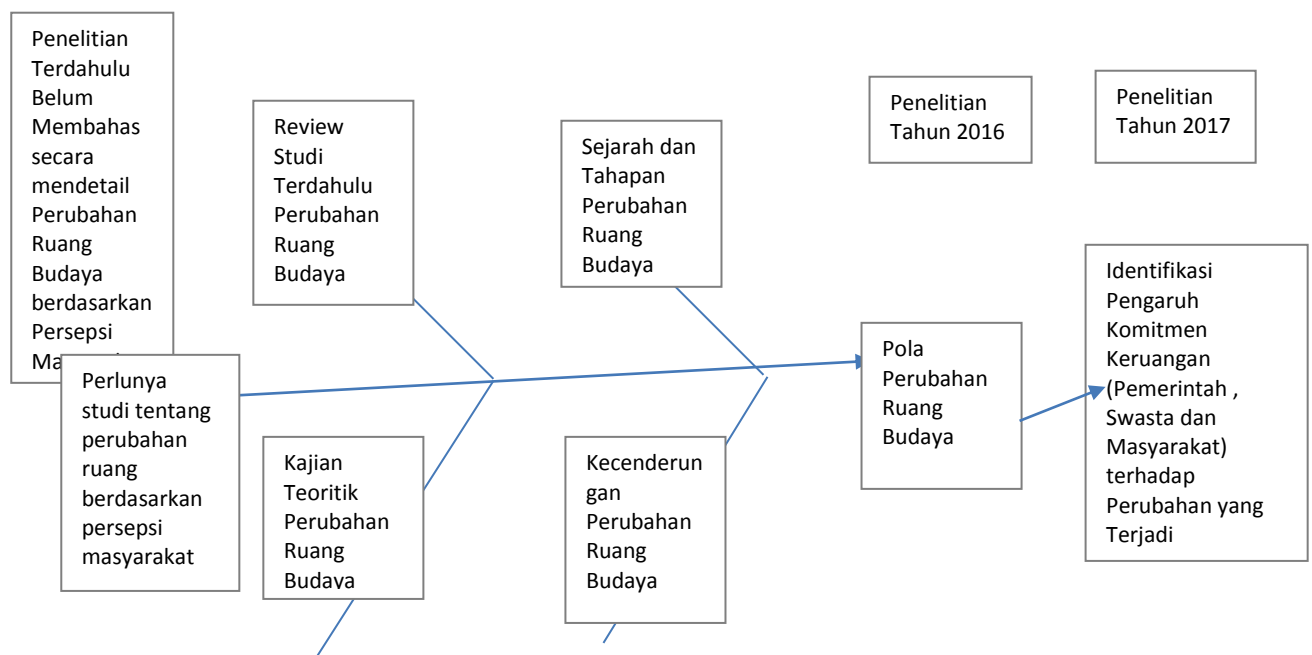 Penelitian
Terdahulu
Belum
Membahas
secara
mendetail
Perubahan
Ruang
Budaya
berdasarkan
Persepsi
Perlunya
studi tentang
perubahan
ruang
berdasarkan
persepsi
masyarakat
Review
Studi
Terdahulu
Perubahan
Ruang
Budaya
Kajian
Teoritik
Perubahan
Ruang
Budaya
Sejarah dan
Tahapan
Perubahan
Ruang
Budaya
Kecenderun
gan
Perubahan
Ruang
Budaya
Penelitian
Tahun 2016
Pola
Perubahan
Ruang
Budaya
Penelitian
Tahun 2017
Identifikasi
Pengaruh
Komitmen
Keruangan
(Pemerintah ,
Swasta dan
Masyarakat)
terhadap
Perubahan yang
Terjadi